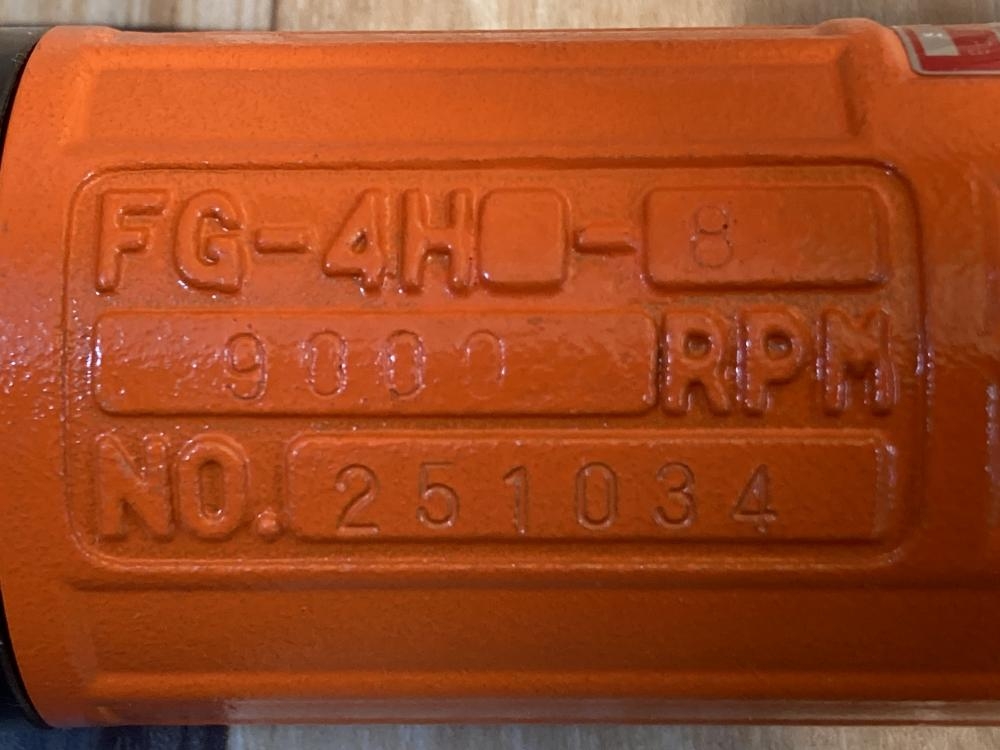 FG-4H -8
9000 RPM
NO. 251034